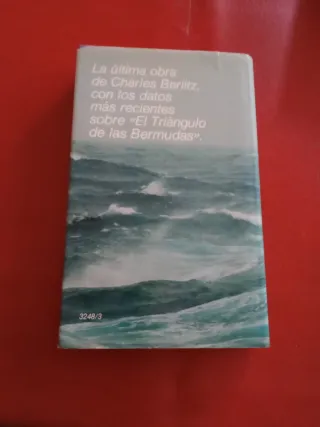 La última obra
de Charles Berlitz,
con los datos
más recientes
sobre «El Triángulo
de las Bermudas».
3248/3